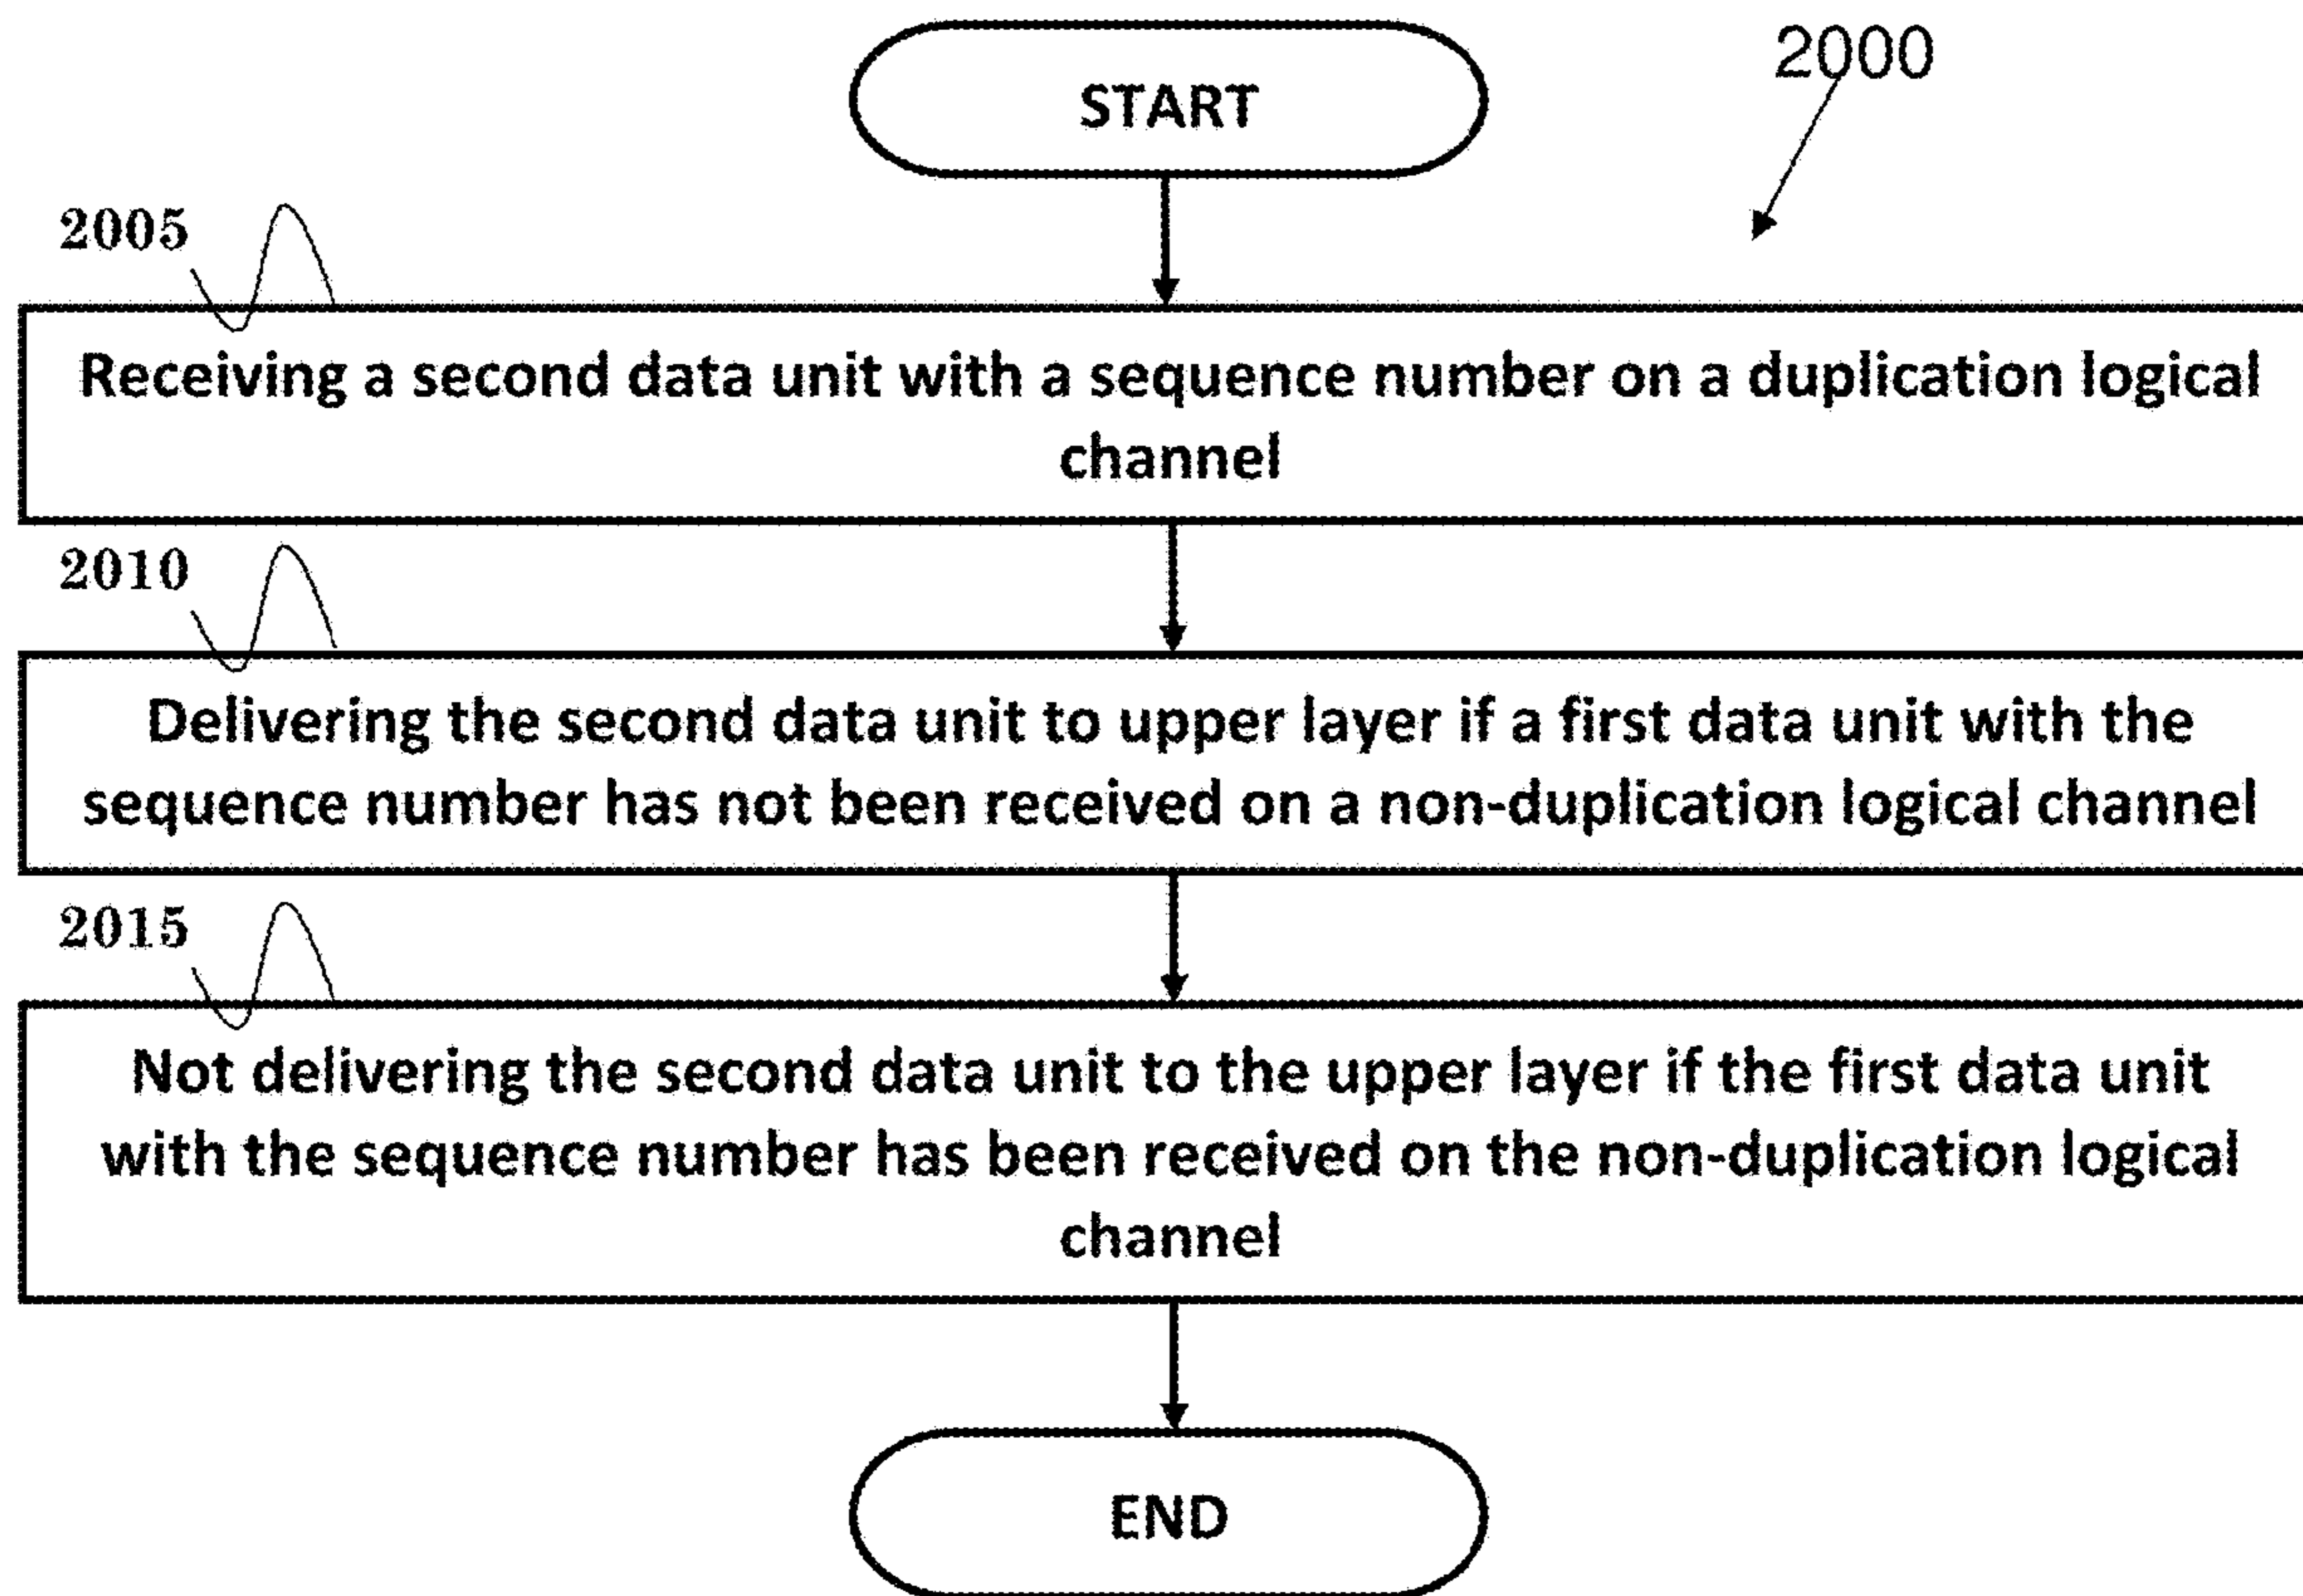 START
2000
2005
Receiving a second data unit with a sequence number on a duplication logical
channel
2010
Delivering the second data unit to upper layer if a first data unit with the
sequence number has not been received on a non-duplication logical channel
2015
Not delivering the second data unit to the upper layer if the first data unit
with the sequence number has been received on the non-duplication logical
channel
END